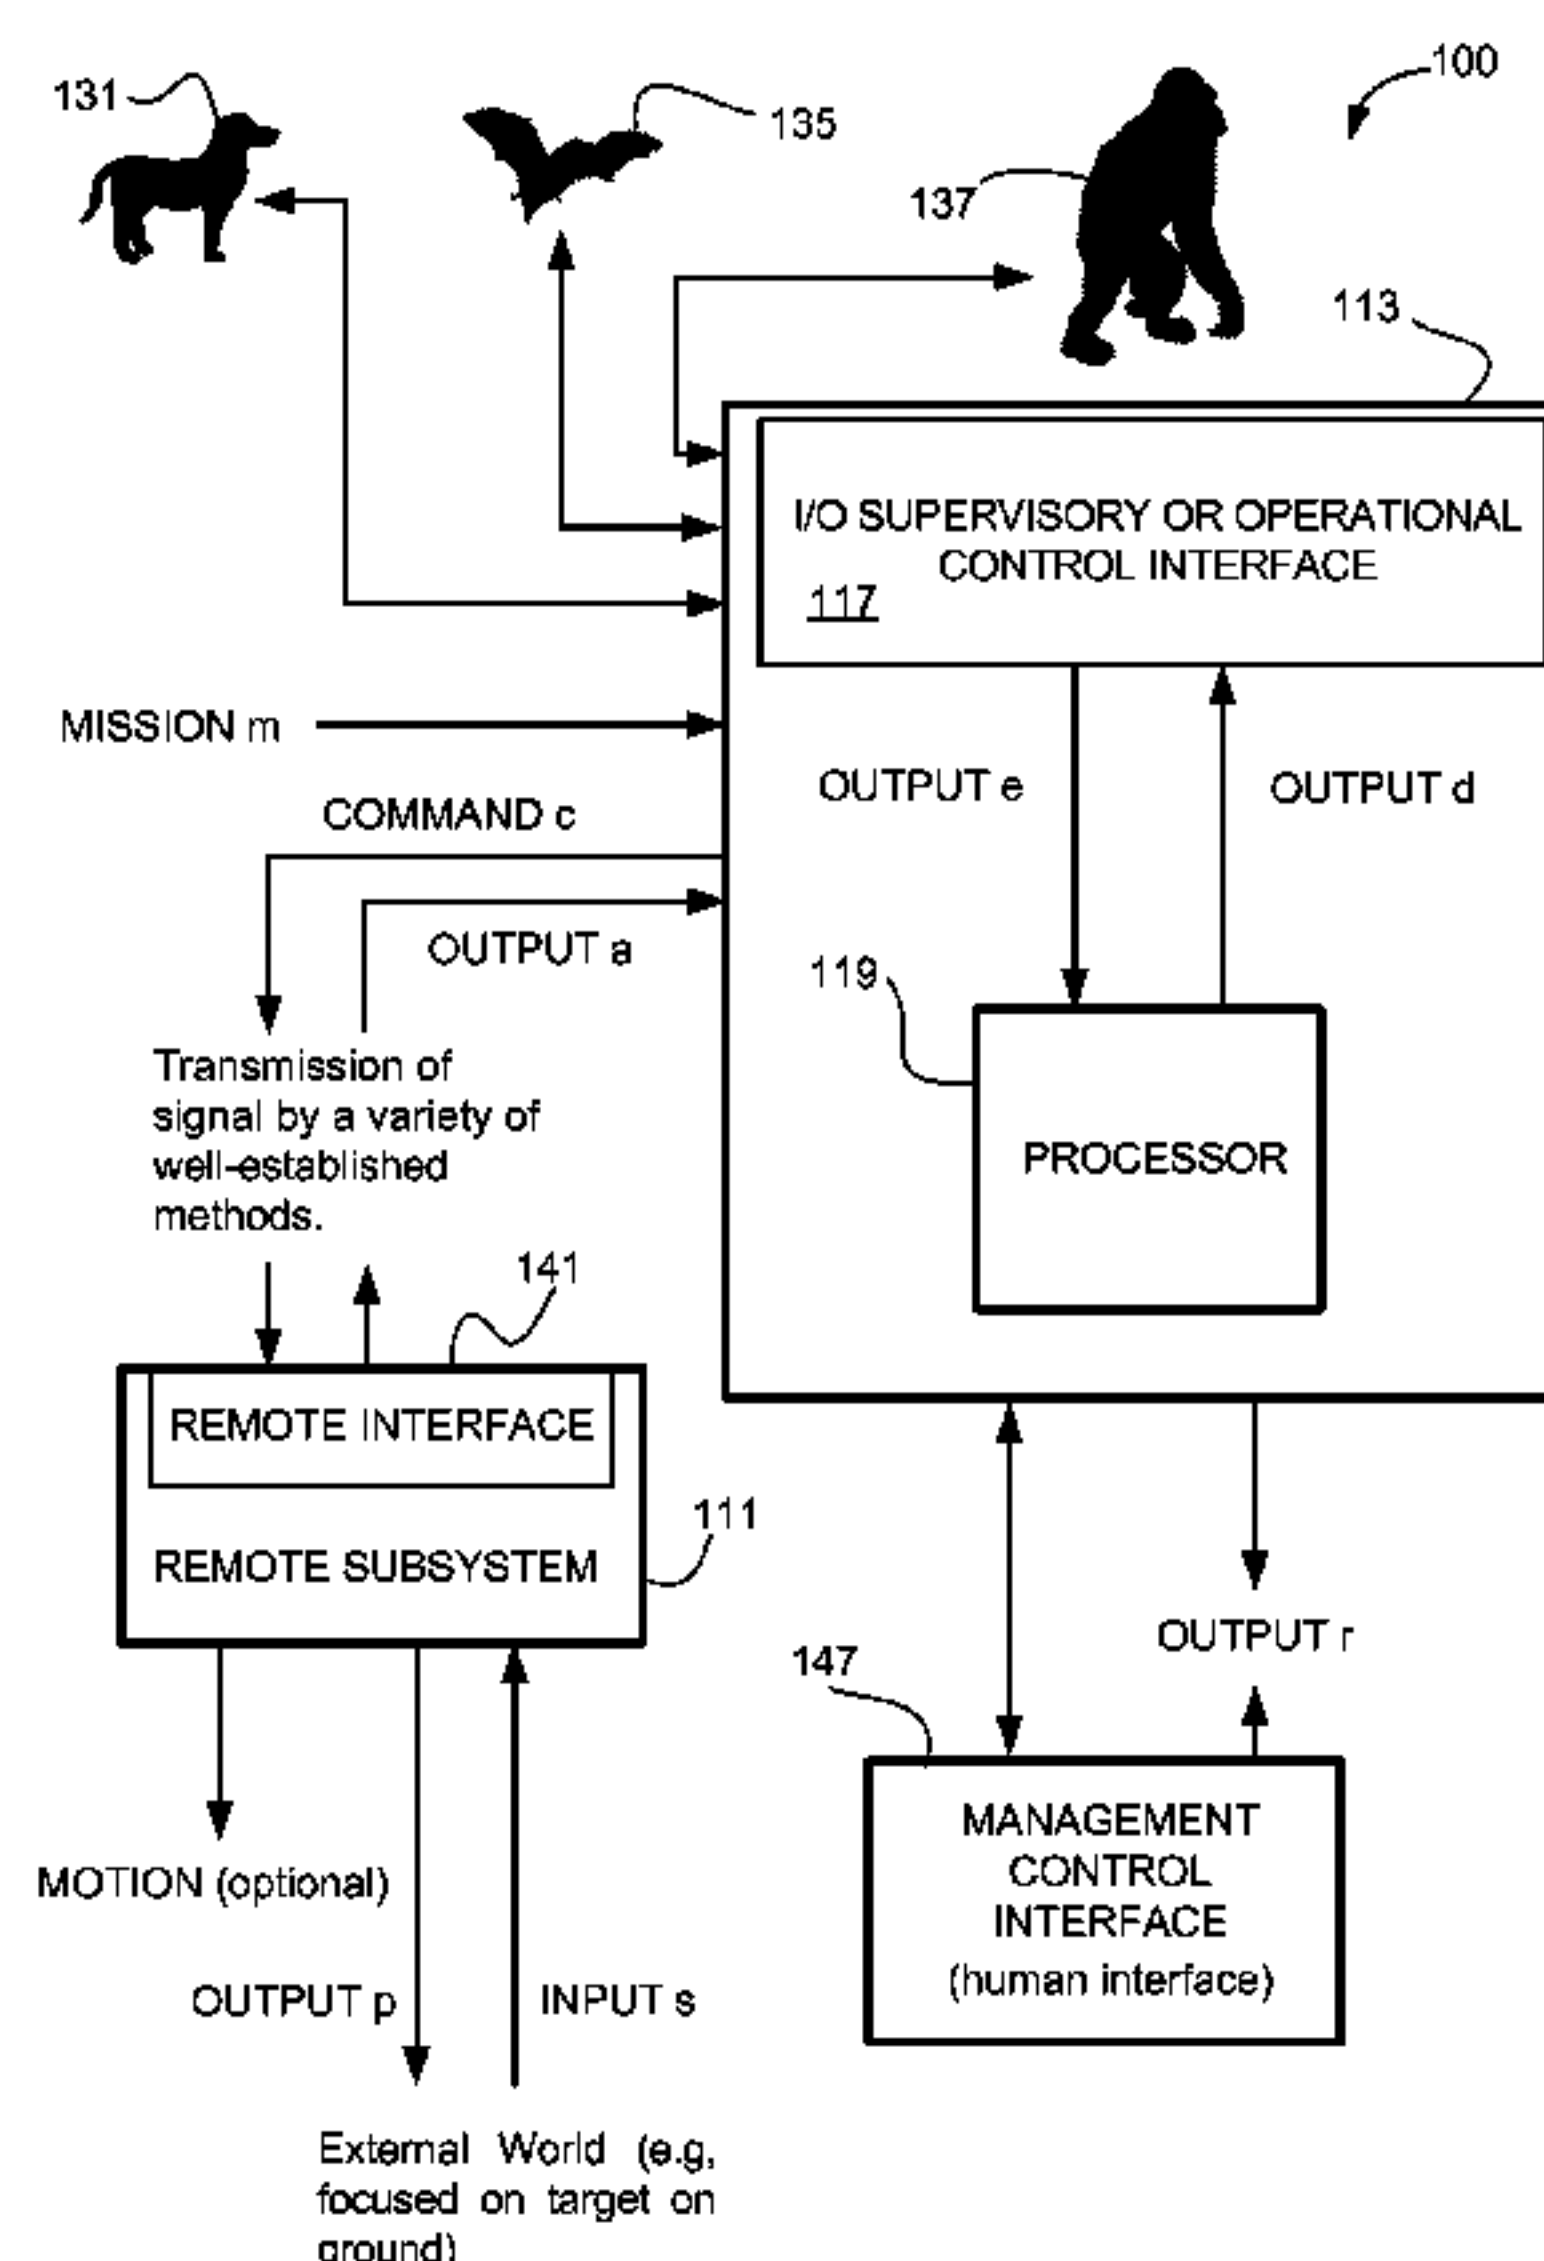 100
131
135
137
113
I/O SUPERVISORY OR OPERATIONAL
CONTROL INTERFACE
117
MISSION m
OUTPUT e
OUTPUT d
COMMAND c
OUTPUT a
119
Transmission of
signal by a variety of
well-established
methods.
PROCESSOR
141
REMOTE INTERFACE
111
REMOTE SUBSYSTEM
OUTPUT r
147
MANAGEMENT
CONTROL
INTERFACE
(human interface)
MOTION (optional)
OUTPUT p
INPUT s
External World (e.g,
focused on target on
ground)